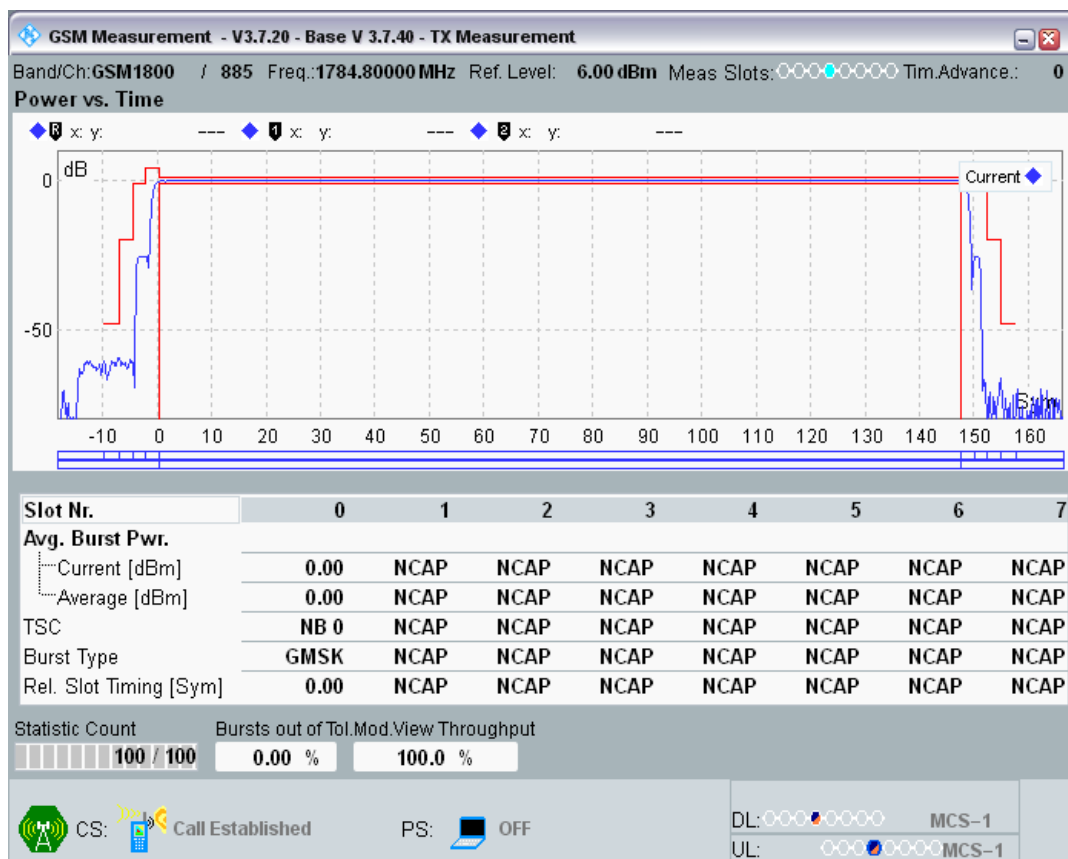 GSM Measurement - V3.7.20 - Base V 3.7.40 - TX Measurement
Band/Ch:GSM1800 / 885 Freq.:1784.80000 MHz Ref. Level: 6.00 dBm Meas Slots: Tim.Advance.: 0
Power vs. Time
R x: y: --- 1 x: y: --- 2 x: y: ---
dB
Current
0
-50
Sym
-10 0 10 20 30 40 50 60 70 80 90 100 110 120 130 140 150 160
Slot Nr. 0 1 2 3 4 5 6 7
Avg. Burst Pwr.
Current [dBm] 0.00 NCAP NCAP NCAP NCAP NCAP NCAP NCAP
Average [dBm] 0.00 NCAP NCAP NCAP NCAP NCAP NCAP NCAP
TSC NB 0 NCAP NCAP NCAP NCAP NCAP NCAP NCAP
Burst Type GMSK NCAP NCAP NCAP NCAP NCAP NCAP NCAP
Rel. Slot Timing [Sym] 0.00 NCAP NCAP NCAP NCAP NCAP NCAP NCAP
Statistic Count Bursts out of Tol. Mod.View Throughput
100 / 100 0.00 % 100.0 %
CS: Call Established PS: OFF
DL: MCS-1
UL: MCS-1